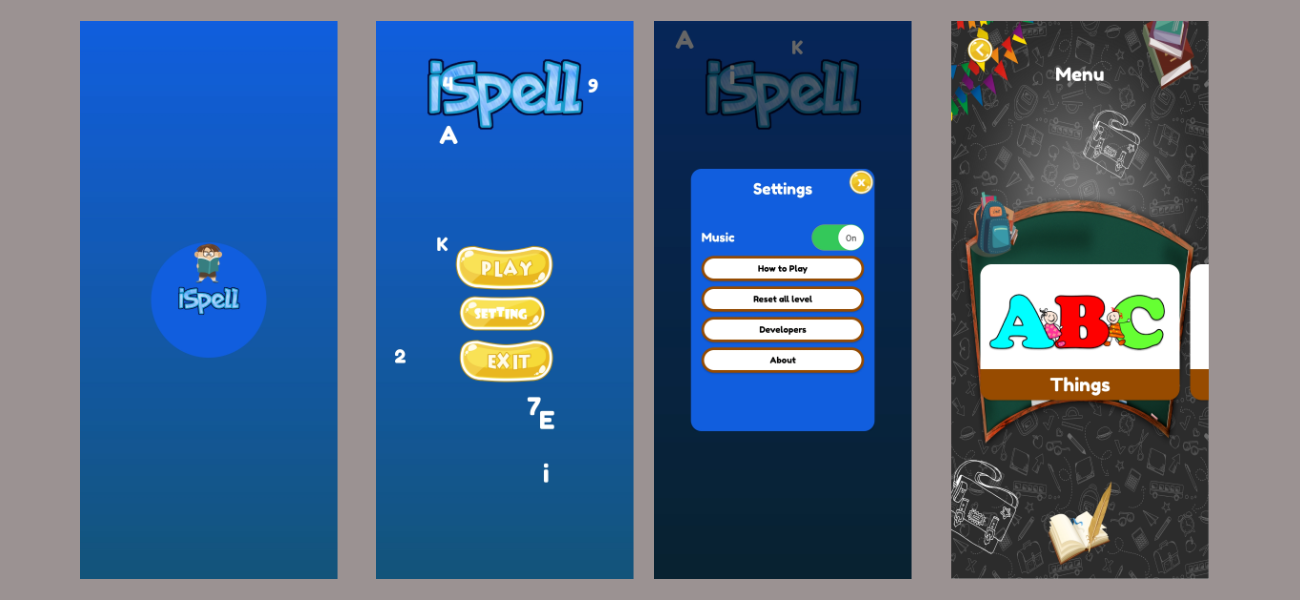 iSpell
iSpell
4
9
A
K
PLAY
SETTING
EXIT
2
7
E
i
A
K
i
iSpell
Settings
x
Music
On
How to Play
Reset all level
Developers
About
Menu
ABC
Things